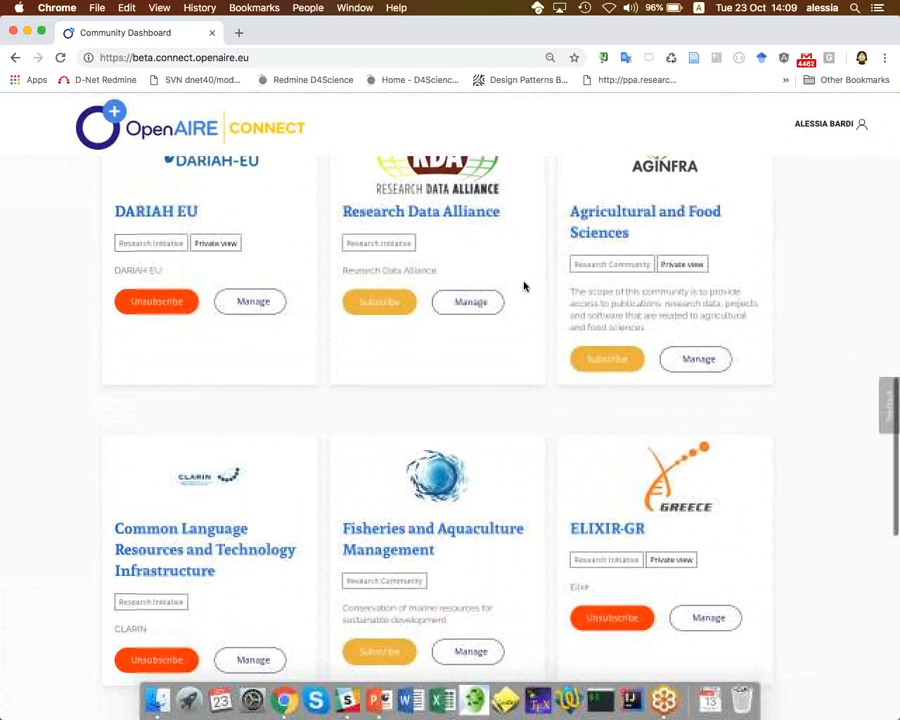 Chrome File Edit View History Bookmarks People Window Help 96% A Tue 23 Oct 14:09 alessia
Community Dashboard
https://beta.connect.openaire.eu
4462
Apps D-Net Redmine SVN dnet40/mod... Redmine D4Science Home - D4Scienc... Design Patterns B... http://ppa.researc... » Other Bookmarks
OpenAIRE CONNECT
ALESSIA BARDI
DARIAH-EU
RDA
RESEARCH DATA ALLIANCE
AGINFRA
DARIAH EU
Research Initiative Private view
DARIAH EU
Unsubscribe Manage
Research Data Alliance
Research Initiative
Research Data Alliance
Subscribe Manage
Agricultural and Food
Sciences
Research Community Private view
The scope of this community is to provide
access to publications, research data, projects
and software that are related to agricultural
and food sciences
Subscribe Manage
Feedback
CLARIN
Common Language
Resources and Technology
Infrastructure
Research Initiative
CLARIN
Unsubscribe Manage
Fisheries and Aquaculture
Management
Research Community
Conservation of marine resources for
sustainable development
Subscribe Manage
GREECE
ELIXIR-GR
Research Initiative Private view
Elixir
Unsubscribe Manage
23
13